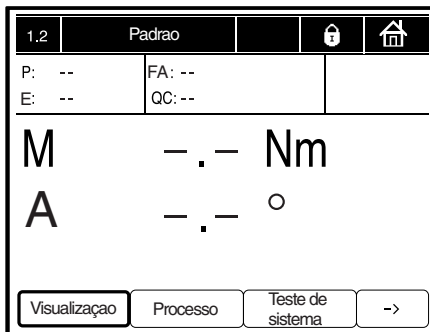 1.2 Padrao
P: -- FA: --
E: -- QC: --
M -.- Nm
A -.- °
Visualizaçao Processo Teste de sistema ->